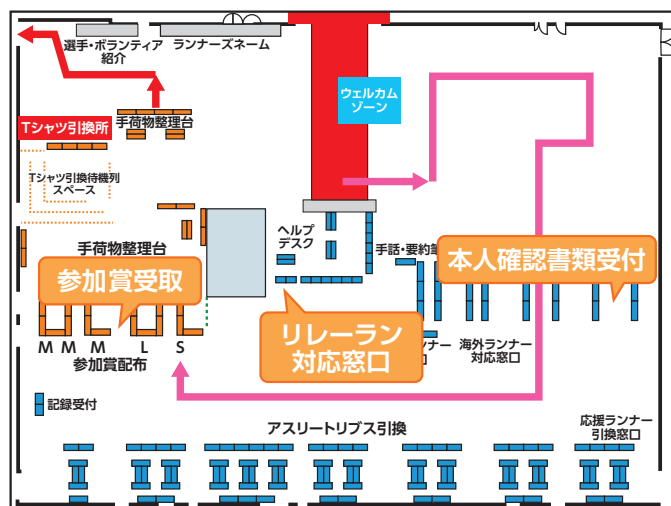 選手・ボランティア
紹介
ランナーズネーム
ウェルカム
ゾーン
Tシャツ引換所
手荷物整理台
Tシャツ引換待機列
スペース
手荷物整理台
ヘルプ
デスク
手話・要約筆
本人確認書類受付
参加賞受取
リレーラン
対応窓口
ンナー
口
海外ランナー
対応窓口
M M M L S
参加賞配布
記録受付
アスリートリブス引換
応援ランナー
引換窓口